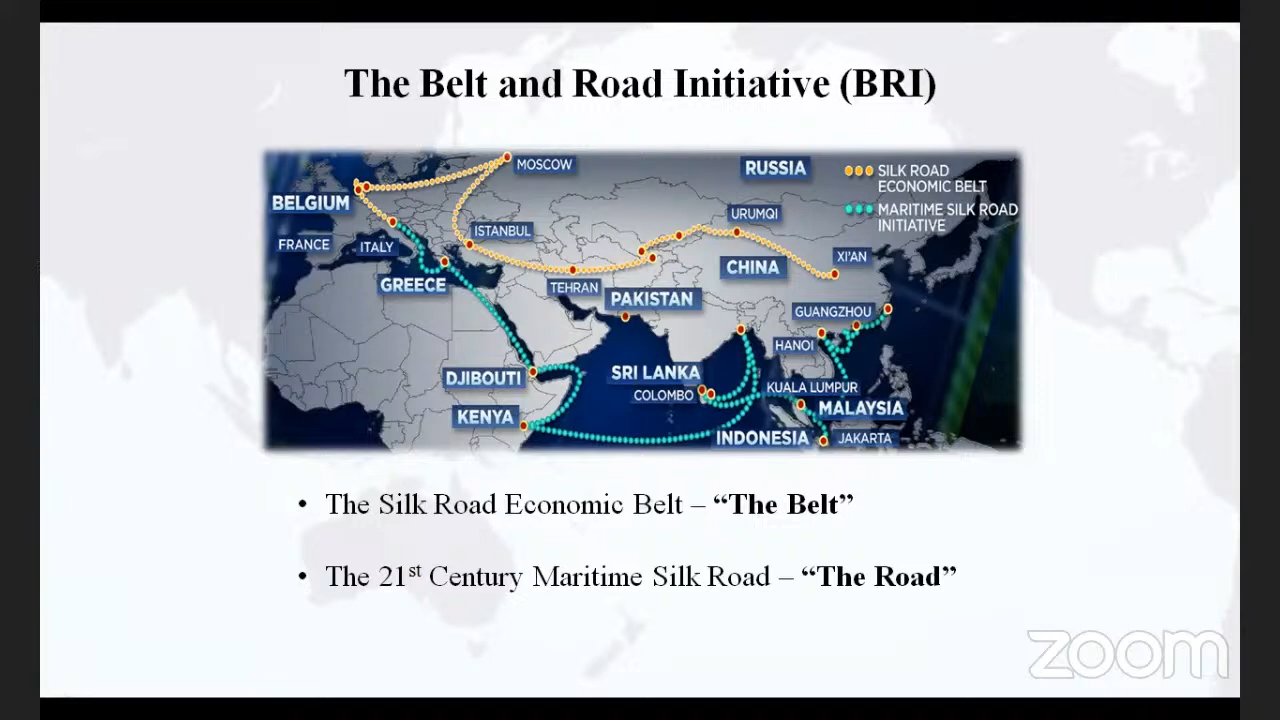 The Belt and Road Initiative (BRI)
MOSCOW
RUSSIA
SILK ROAD
ECONOMIC BELT
BELGIUM
MARITIME SILK ROAD
INITIATIVE
URUMQI
ISTANBUL
FRANCE
ITALY
XI'AN
CHINA
GREECE
TEHRAN
PAKISTAN
GUANGZHOU
HANOI
DJIBOUTI
SRI LANKA
COLOMBO
KUALA LUMPUR
MALAYSIA
KENYA
INDONESIA
JAKARTA
• The Silk Road Economic Belt – “The Belt”
• The 21st Century Maritime Silk Road – “The Road”
zoom